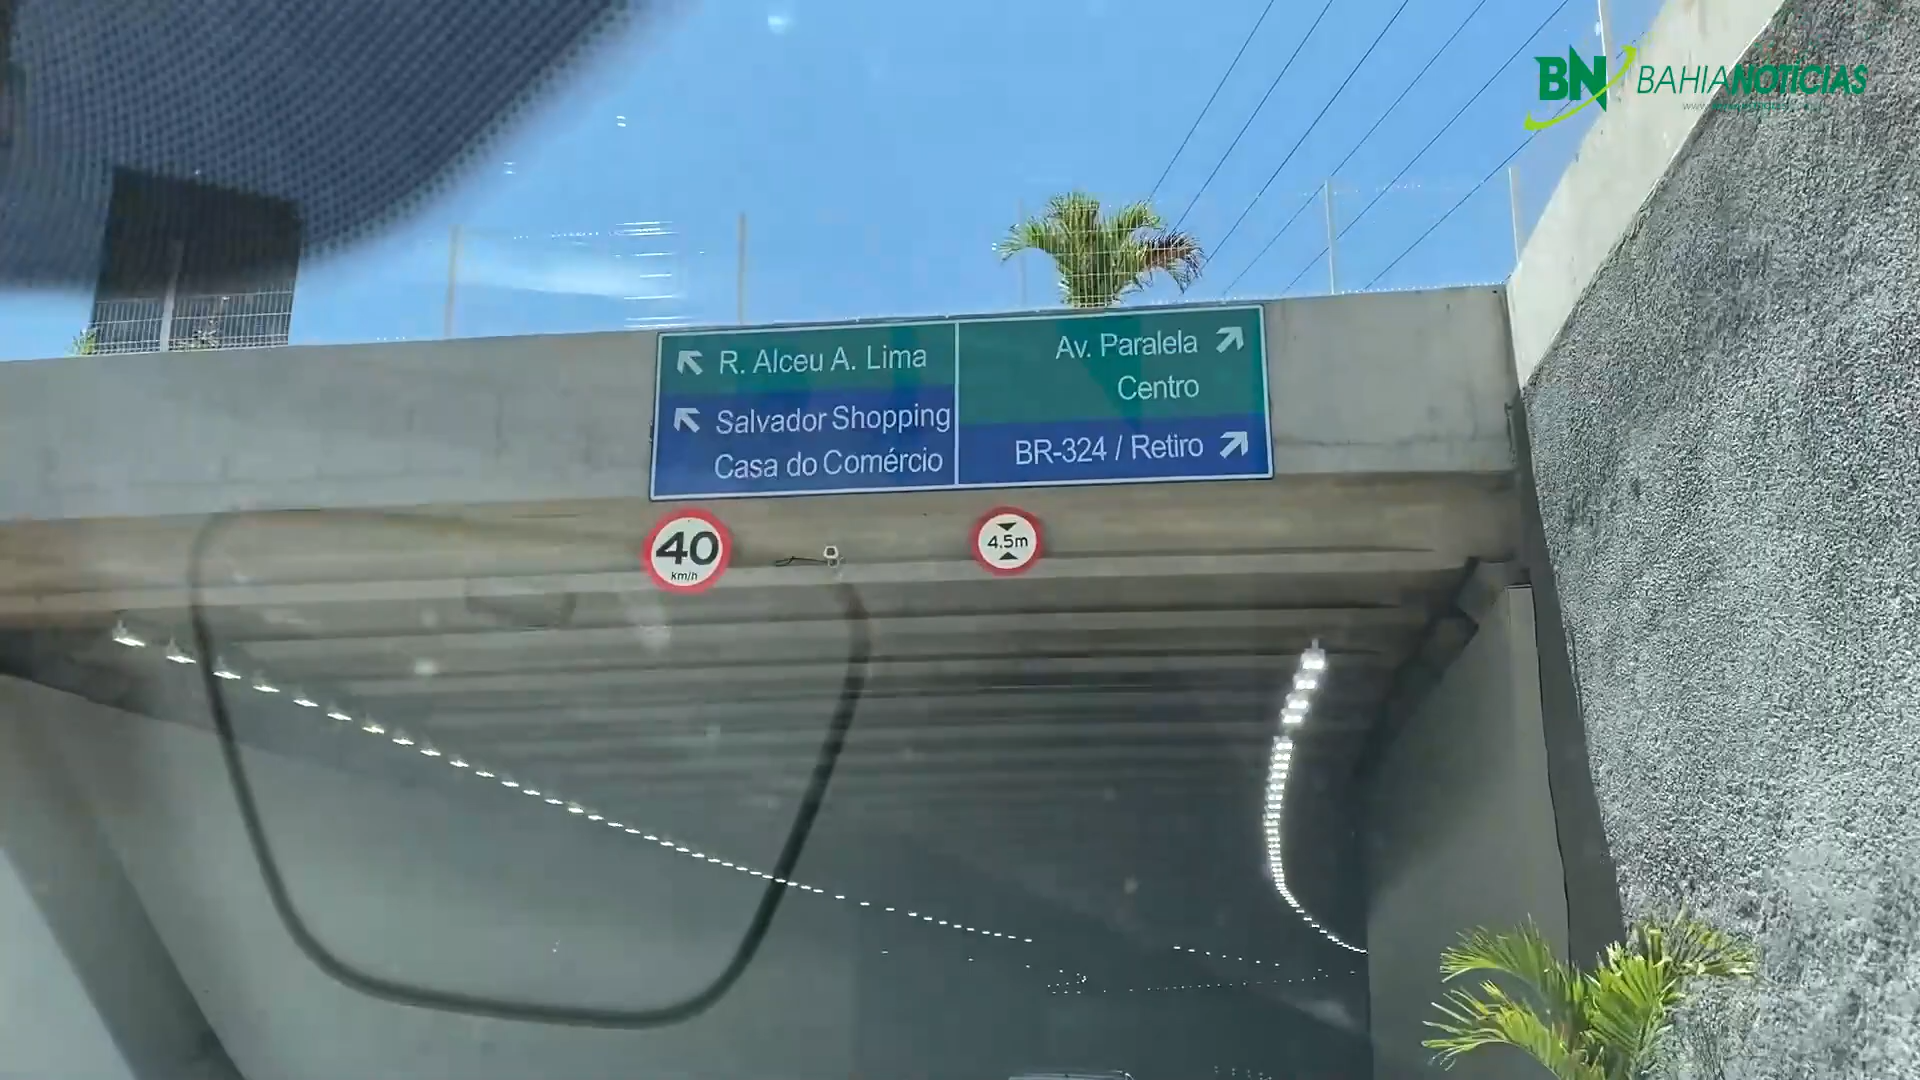 BN BAHIANOTÍCIAS
R. Alceu A. Lima
Salvador Shopping
Casa do Comércio
Av. Paralela
Centro
BR-324 / Retiro
40
km/h
4.5m